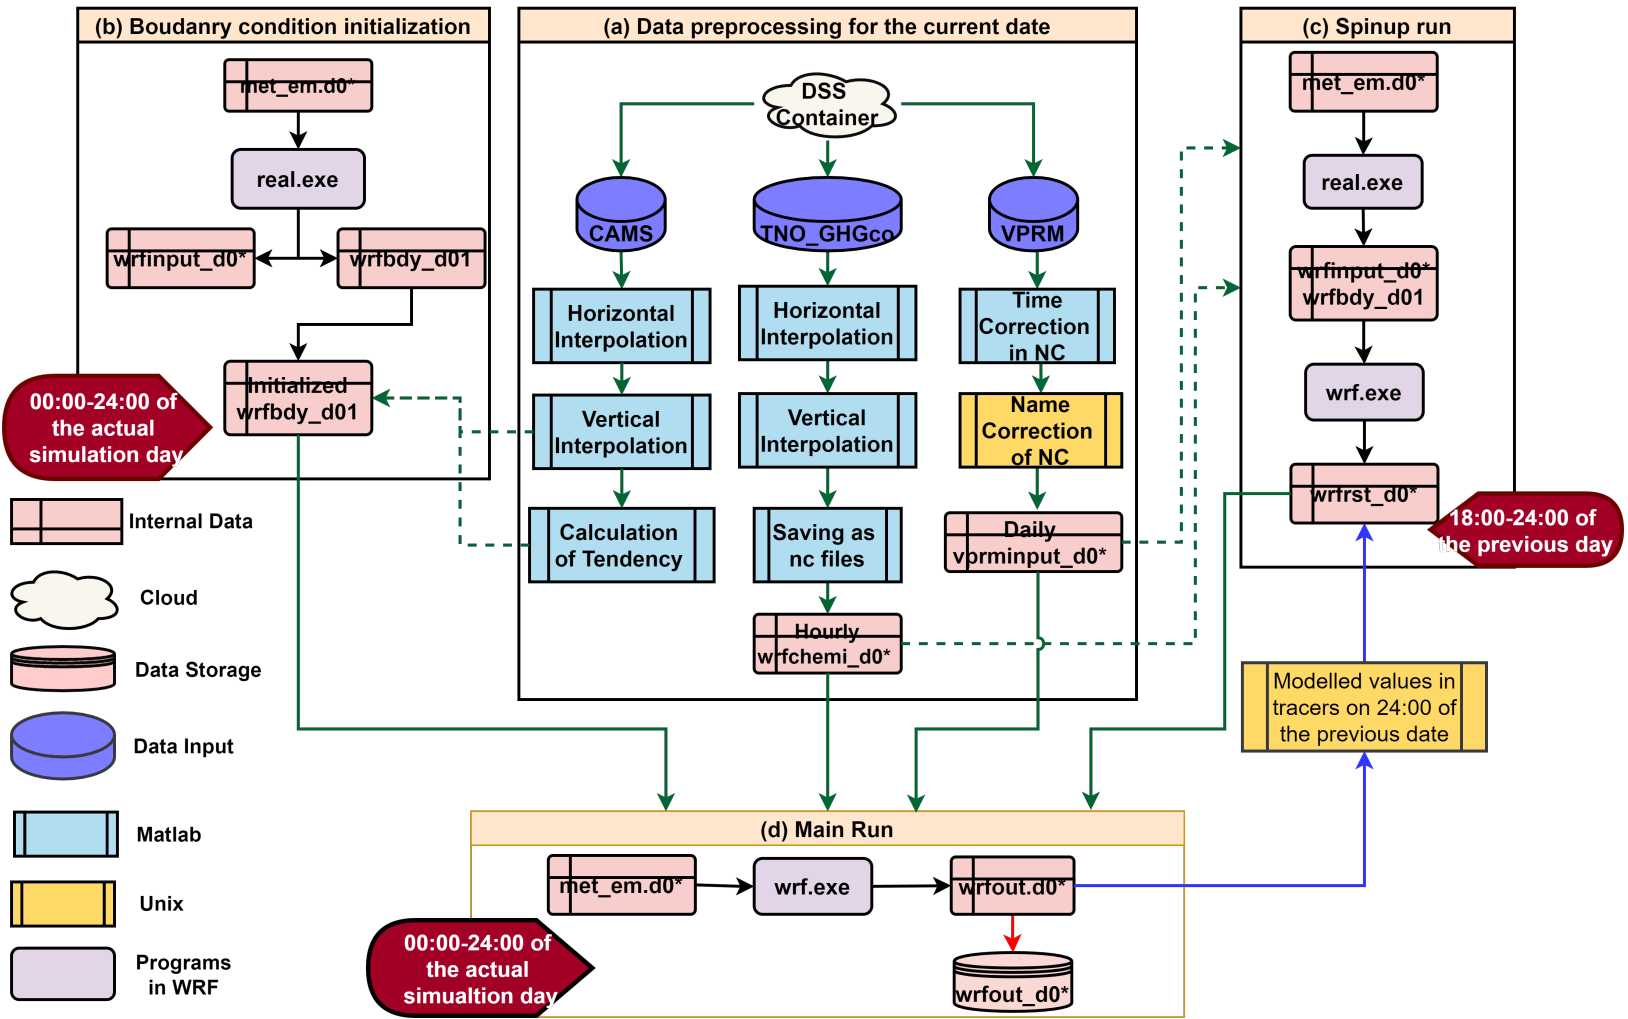 (b) Boudanry condition initialization
met_em.d0*
real.exe
wrfinput_d0*
wrfbdy_d01
Initialized
wrfbdy_d01
00:00-24:00 of
the actual
simulation day
(a) Data preprocessing for the current date
DSS
Container
CAMS
TNO_GHGco
VPRM
Horizontal
Interpolation
Horizontal
Interpolation
Time
Correction
in NC
Vertical
Interpolation
Vertical
Interpolation
Name
Correction
of NC
Calculation
of Tendency
Saving as
nc files
Daily
vprminput_d0*
Hourly
wrfchemi_d0*
(c) Spinup run
met_em.d0*
real.exe
wrfinput_d0*
wrfbdy_d01
wrf.exe
wrfrst_d0*
18:00-24:00 of
the previous day
Modelled values in
tracers on 24:00 of
the previous date
Internal Data
Cloud
Data Storage
Data Input
Matlab
Unix
Programs
in WRF
(d) Main Run
met_em.d0*
wrf.exe
wrfout.d0*
wrfout_d0*
00:00-24:00 of
the actual
simualtion day